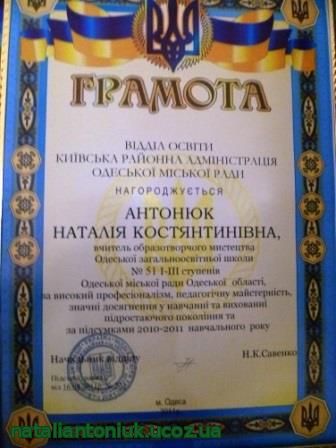 ГРАМОТА
ВІДДІЛ ОСВІТИ
КИЇВСЬКА РАЙОННА АДМІНІСТРАЦІЯ
ОДЕСЬКОЇ МІСЬКОЇ РАДИ
НАГОРОДЖУЄТЬСЯ
АНТОНЮК
НАТАЛІЯ КОСТЯНТИНІВНА,
вчитель образотворчого мистецтва
Одеської загальноосвітньої школи
№ 51 І-ІІІ ступенів
Одеської міської ради Одеської області,
за високий професіоналізм, педагогічну майстерність,
значні досягнення у навчанні та вихованні
підростаючого покоління та
за підсумками 2010-2011 навчального року
Начальник відділу
Н.К.Савенко
м. Одеса
nataliantoniuk.ucoz.ua